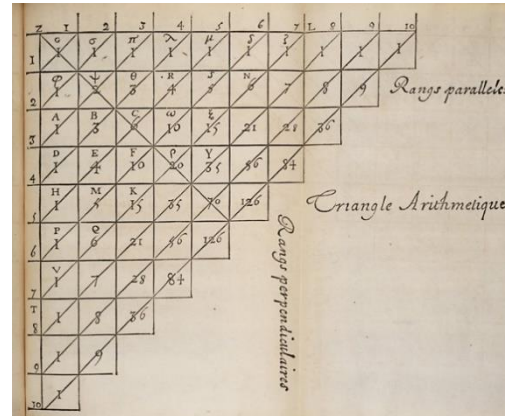 Z 1 2 3 4 5 6 7 L 8 9 10
G σ π λ μ δ ζ
1 1 1 1 1 1 1 1 1 1 1 1
φ ψ θ R S N
2 1 2 3 4 5 6 7 8 9 Rangs paralleles
A B C ω ξ
3 1 3 6 10 15 21 28 36
D E F ρ Y
4 1 4 10 20 35 56 84
H M K
5 1 5 15 35 70 126 Triangle Arithmetique
P Q
6 1 6 21 56 126
V
7 1 7 28 84
T
8 1 8 36
9 1 9
10 1
Rangs perpendiculaires